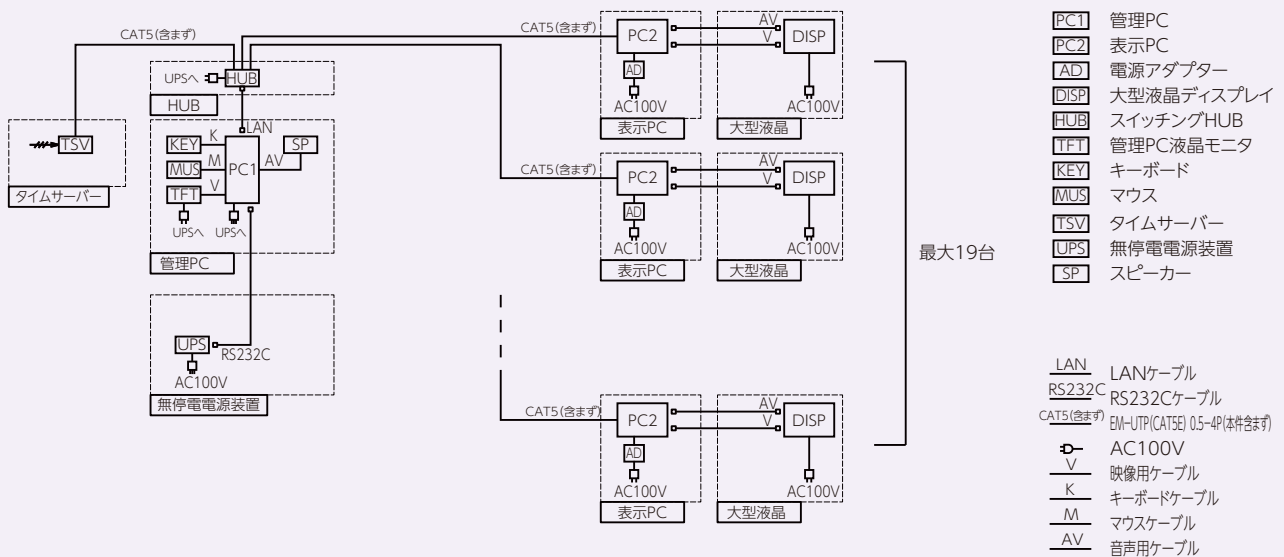 CAT5(含まず)
UPSへ
HUB
HUB
TSV
タイムサーバー
LAN
KEY
K
MUS
M
TFT
V
PC1
AV
SP
UPSへ
UPSへ
管理PC
UPS
RS232C
AC100V
無停電電源装置
CAT5(含まず)
PC2
AV
V
DISP
AD
AC100V
AC100V
表示PC
大型液晶
CAT5(含まず)
PC2
AV
V
DISP
AD
AC100V
AC100V
表示PC
大型液晶
CAT5(含まず)
PC2
AV
V
DISP
AD
AC100V
AC100V
表示PC
大型液晶
最大19台
PC1 管理PC
PC2 表示PC
AD 電源アダプター
DISP 大型液晶ディスプレイ
HUB スイッチングHUB
TFT 管理PC液晶モニタ
KEY キーボード
MUS マウス
TSV タイムサーバー
UPS 無停電電源装置
SP スピーカー
LAN LANケーブル
RS232C RS232Cケーブル
CAT5(含まず) EM-UTP(CAT5E) 0.5-4P(本件含まず)
AC100V
V 映像用ケーブル
K キーボードケーブル
M マウスケーブル
AV 音声用ケーブル